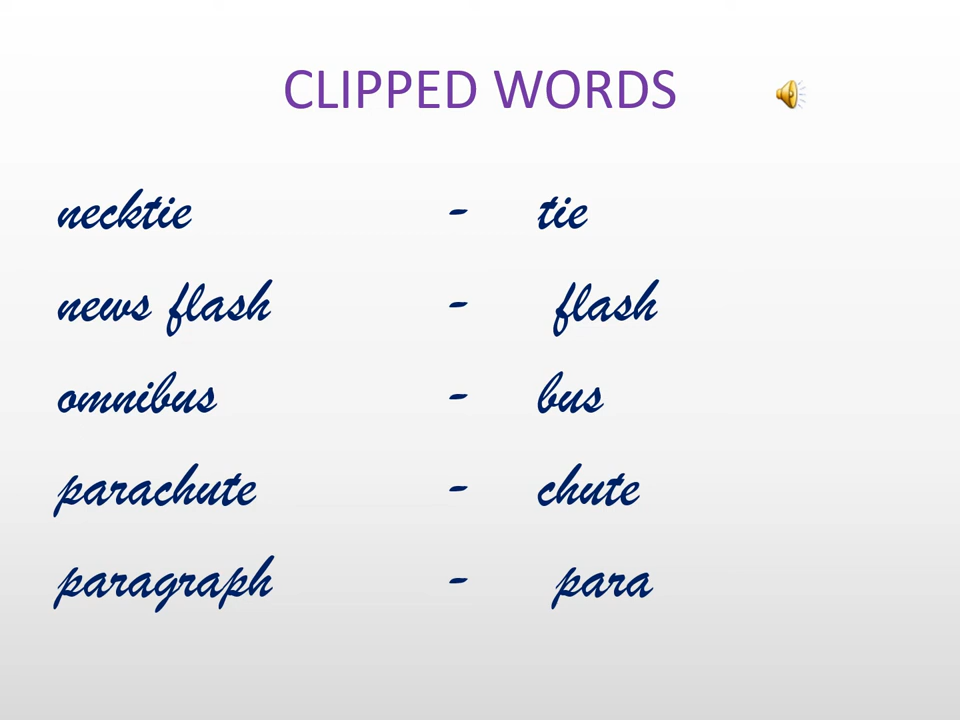 CLIPPED WORDS
necktie - tie
news flash - flash
omnibus - bus
parachute - chute
paragraph - para